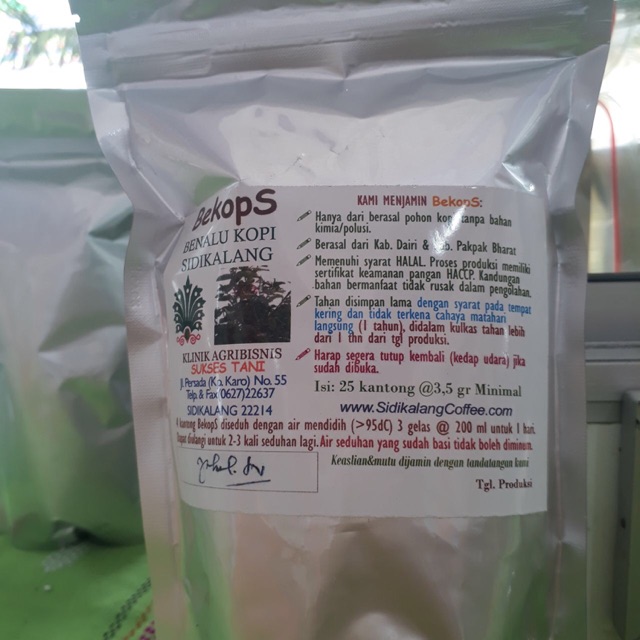 BekopS
BENALU KOPI
SIDIKALANG
KLINIK AGRIBISNIS
SUKSES TANI
Jl. Persada (Kp. Karo) No. 55
Telp. & Fax (0627)22637
SIDIKALANG 22214
KAMI MENJAMIN BekopS:
Hanya dari berasal pohon kopi tanpa bahan
kimia/polusi.
Berasal dari Kab. Dairi & Kab. Pakpak Bharat
Memenuhi syarat HALAL. Proses produksi memiliki
sertifikat keamanan pangan HACCP. Kandungan
bahan bermanfaat tidak rusak dalam pengolahan.
Tahan disimpan lama dengan syarat pada tempat
kering dan tidak terkena cahaya matahari
langsung (1 tahun), didalam kulkas tahan lebih
dari 1 thn dari tgl produksi.
Harap segera tutup kembali (kedap udara) jika
sudah dibuka.
Isi: 25 kantong @3,5 gr Minimal
www.SidikalangCoffee.com
kantong BekopS diseduh dengan air mendidih (>95dC) 3 gelas @ 200 ml untuk 1 hari.
Dapat diulangi untuk 2-3 kali seduhan lagi. Air seduhan yang sudah basi tidak boleh diminum.
Keaslian&mutu dijamin dengan tandatangan kami
Tgl. Produksi